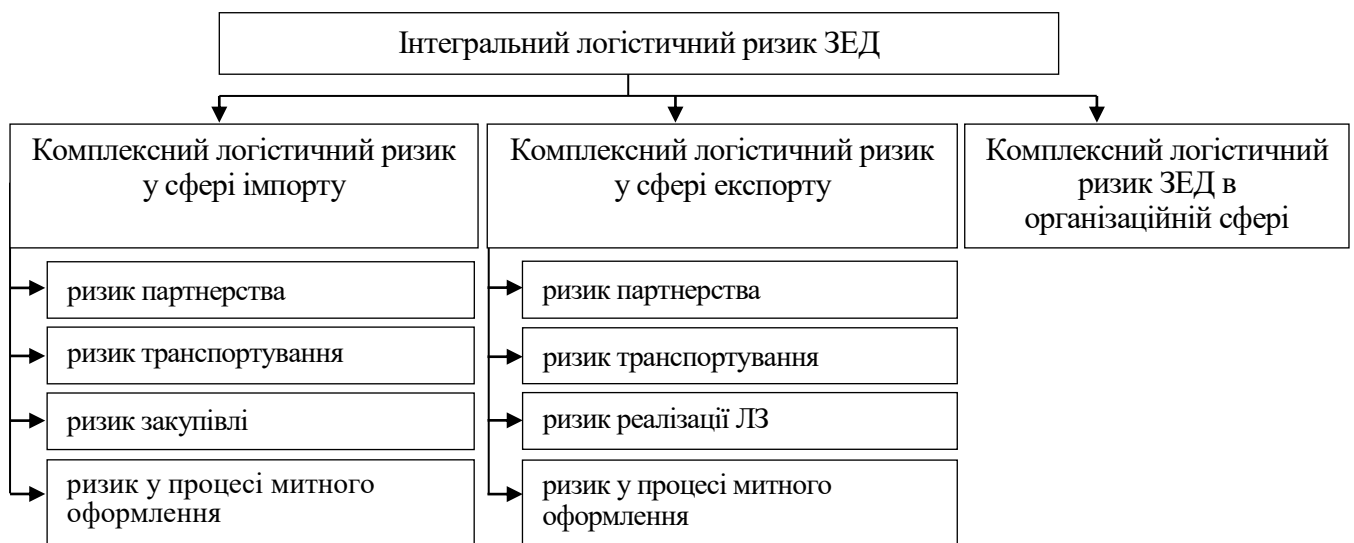 Інтегральний логістичний ризик ЗЕД
Комплексний логістичний ризик
у сфері імпорту
Комплексний логістичний ризик
у сфері експорту
Комплексний логістичний
ризик ЗЕД в
організаційній сфері
ризик партнерства
ризик транспортування
ризик закупівлі
ризик у процесі митного
оформлення
ризик партнерства
ризик транспортування
ризик реалізації ЛЗ
ризик у процесі митного
оформлення